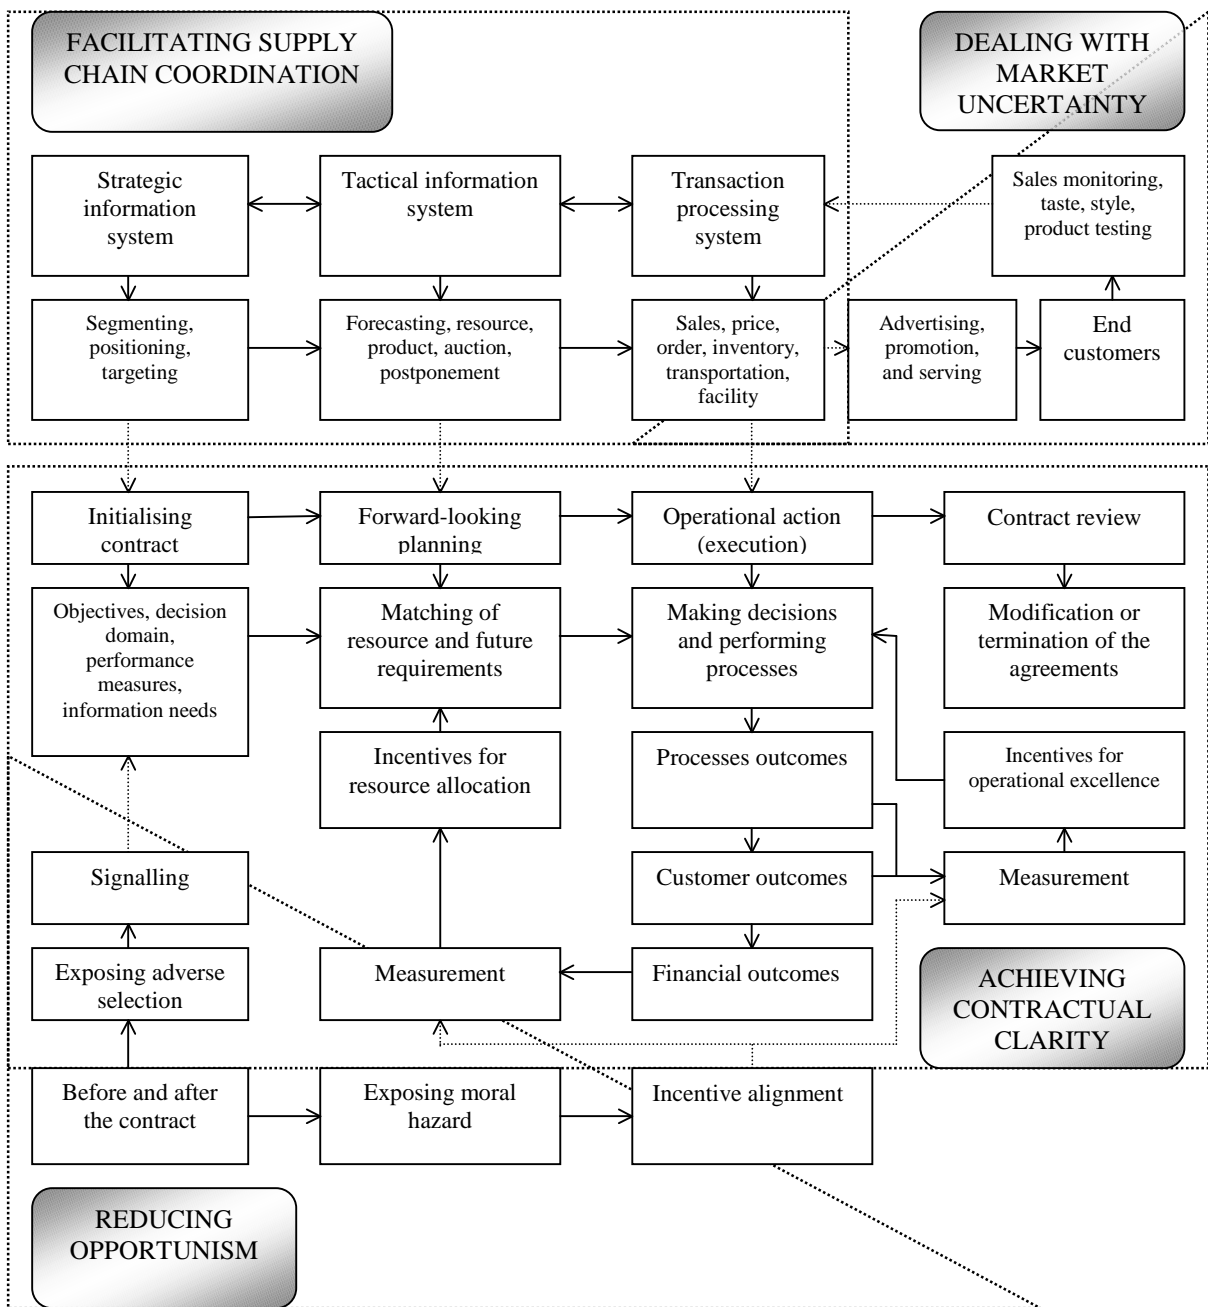 FACILITATING SUPPLY
CHAIN COORDINATION
DEALING WITH
MARKET
UNCERTAINTY
Strategic
information
system
Tactical information
system
Transaction
processing
system
Sales monitoring,
taste, style,
product testing
Segmenting,
positioning,
targeting
Forecasting, resource,
product, auction,
postponement
Sales, price,
order, inventory,
transportation,
facility
Advertising,
promotion,
and serving
End
customers
Initialising
contract
Forward-looking
planning
Operational action
(execution)
Contract review
Objectives, decision
domain,
performance
measures,
information needs
Matching of
resource and future
requirements
Making decisions
and performing
processes
Modification or
termination of the
agreements
Incentives for
resource allocation
Processes outcomes
Incentives for
operational excellence
Signalling
Customer outcomes
Measurement
Exposing adverse
selection
Measurement
Financial outcomes
ACHIEVING
CONTRACTUAL
CLARITY
Before and after
the contract
Exposing moral
hazard
Incentive alignment
REDUCING
OPPORTUNISM